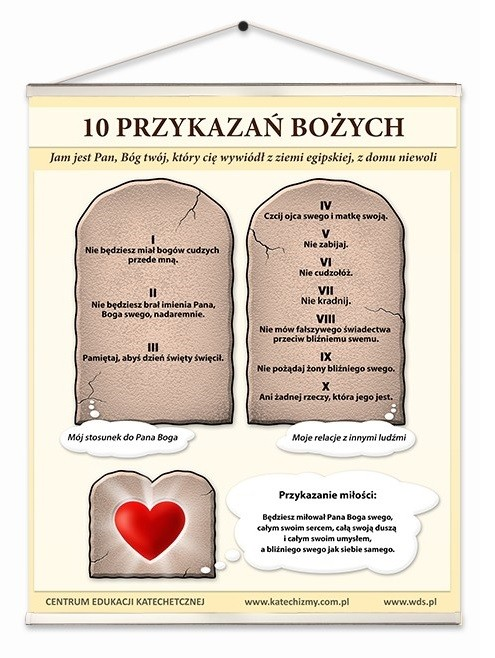 10 PRZYKAZAŃ BOŻYCH
Jam jest Pan, Bóg twój, który cię wywiódł z ziemi egipskiej, z domu niewoli
I
Nie będziesz miał bogów cudzych
przede mną.
II
Nie będziesz brał imienia Pana,
Boga swego, nadaremnie.
III
Pamiętaj, abyś dzień święty święcił.
Mój stosunek do Pana Boga
IV
Czcij ojca swego i matkę swoją.
V
Nie zabijaj.
VI
Nie cudzołóż.
VII
Nie kradnij.
VIII
Nie mów fałszywego świadectwa
przeciw bliźniemu swemu.
IX
Nie pożądaj żony bliźniego swego.
X
Ani żadnej rzeczy, która jego jest.
Moje relacje z innymi ludźmi
Przykazanie miłości:
Będziesz miłował Pana Boga swego,
całym swoim sercem, całą swoją duszą
i całym swoim umysłem,
a bliźniego swego jak siebie samego.
CENTRUM EDUKACJI KATECHETCZNEJ www.katechizmy.com.pl www.wds.pl